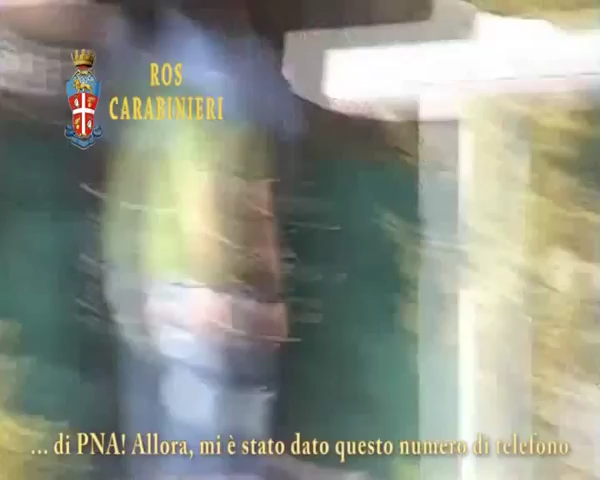 ROS
CARABINIERI
... di PNA! Allora, mi è stato dato questo numero di telefono